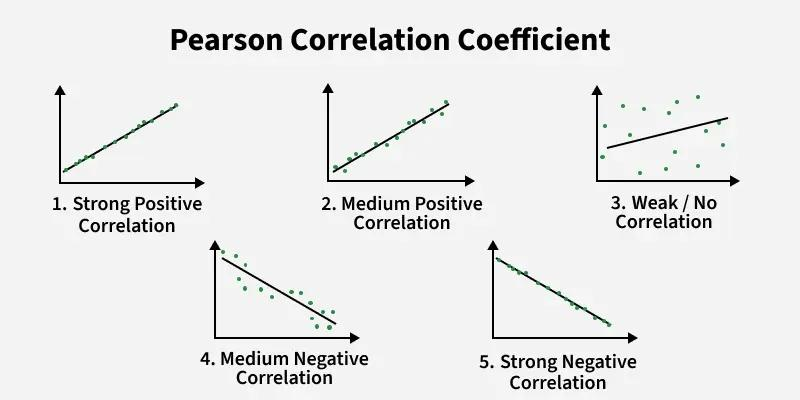 Pearson Correlation Coefficient
1. Strong Positive
Correlation
2. Medium Positive
Correlation
3. Weak / No
Correlation
4. Medium Negative
Correlation
5. Strong Negative
Correlation